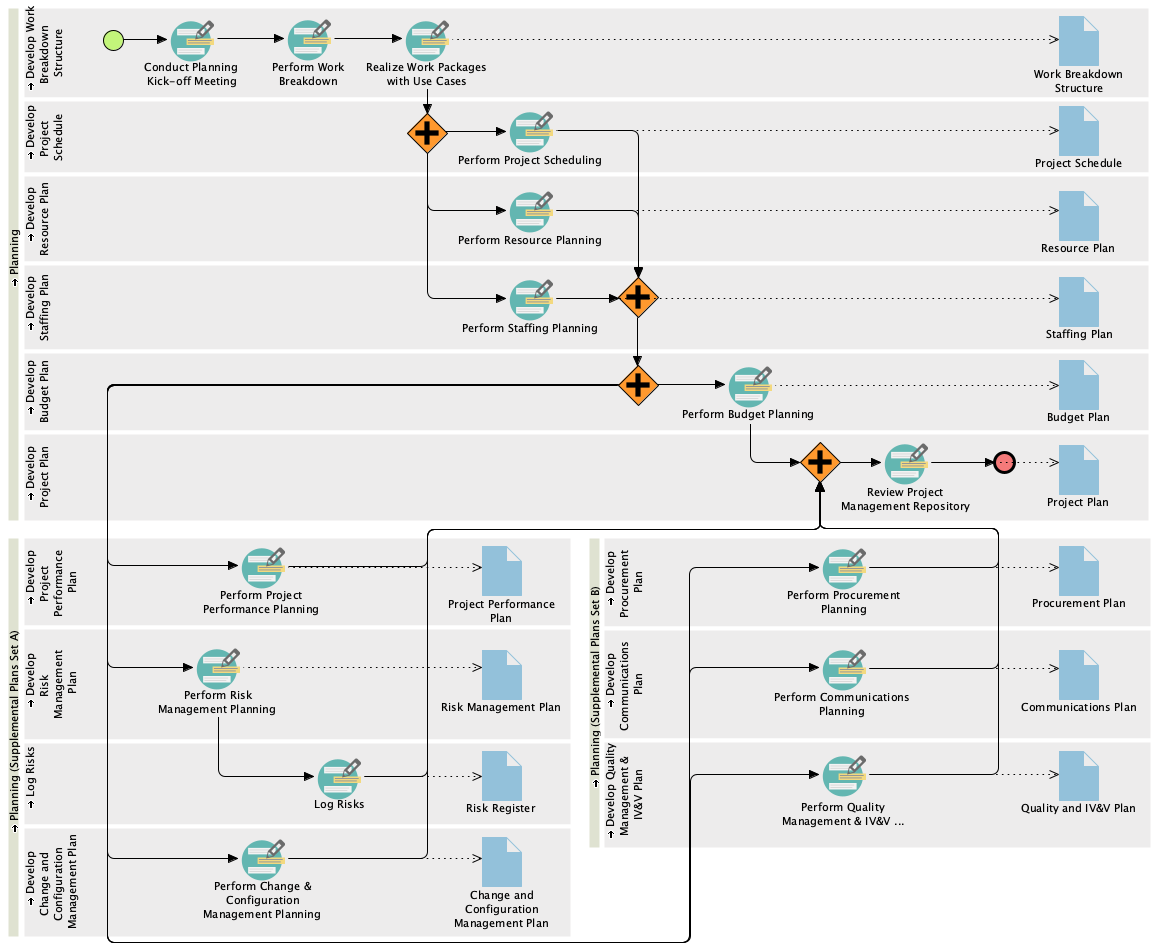 Planning
Develop Work
Breakdown
Structure
Conduct Planning
Kick-off Meeting
Perform Work
Breakdown
Realize Work Packages
with Use Cases
Work Breakdown
Structure
Develop
Project
Schedule
Perform Project Scheduling
Project Schedule
Develop
Resource Plan
Perform Resource Planning
Resource Plan
Develop
Staffing Plan
Perform Staffing Planning
Staffing Plan
Develop
Budget Plan
Perform Budget Planning
Budget Plan
Develop
Project Plan
Review Project
Management Repository
Project Plan
Planning (Supplemental Plans Set A)
Develop
Project
Performance
Plan
Perform Project
Performance Planning
Project Performance
Plan
Develop
Risk
Management
Plan
Perform Risk
Management Planning
Risk Management Plan
Log Risks
Log Risks
Risk Register
Develop
Change and
Configuration
Management Plan
Perform Change &
Configuration
Management Planning
Change and
Configuration
Management Plan
Planning (Supplemental Plans Set B)
Develop
Procurement
Plan
Perform Procurement
Planning
Procurement Plan
Develop
Communications
Plan
Perform Communications
Planning
Communications Plan
Develop Quality
Management &
IV&V Plan
Perform Quality
Management & IV&V ...
Quality and IV&V Plan